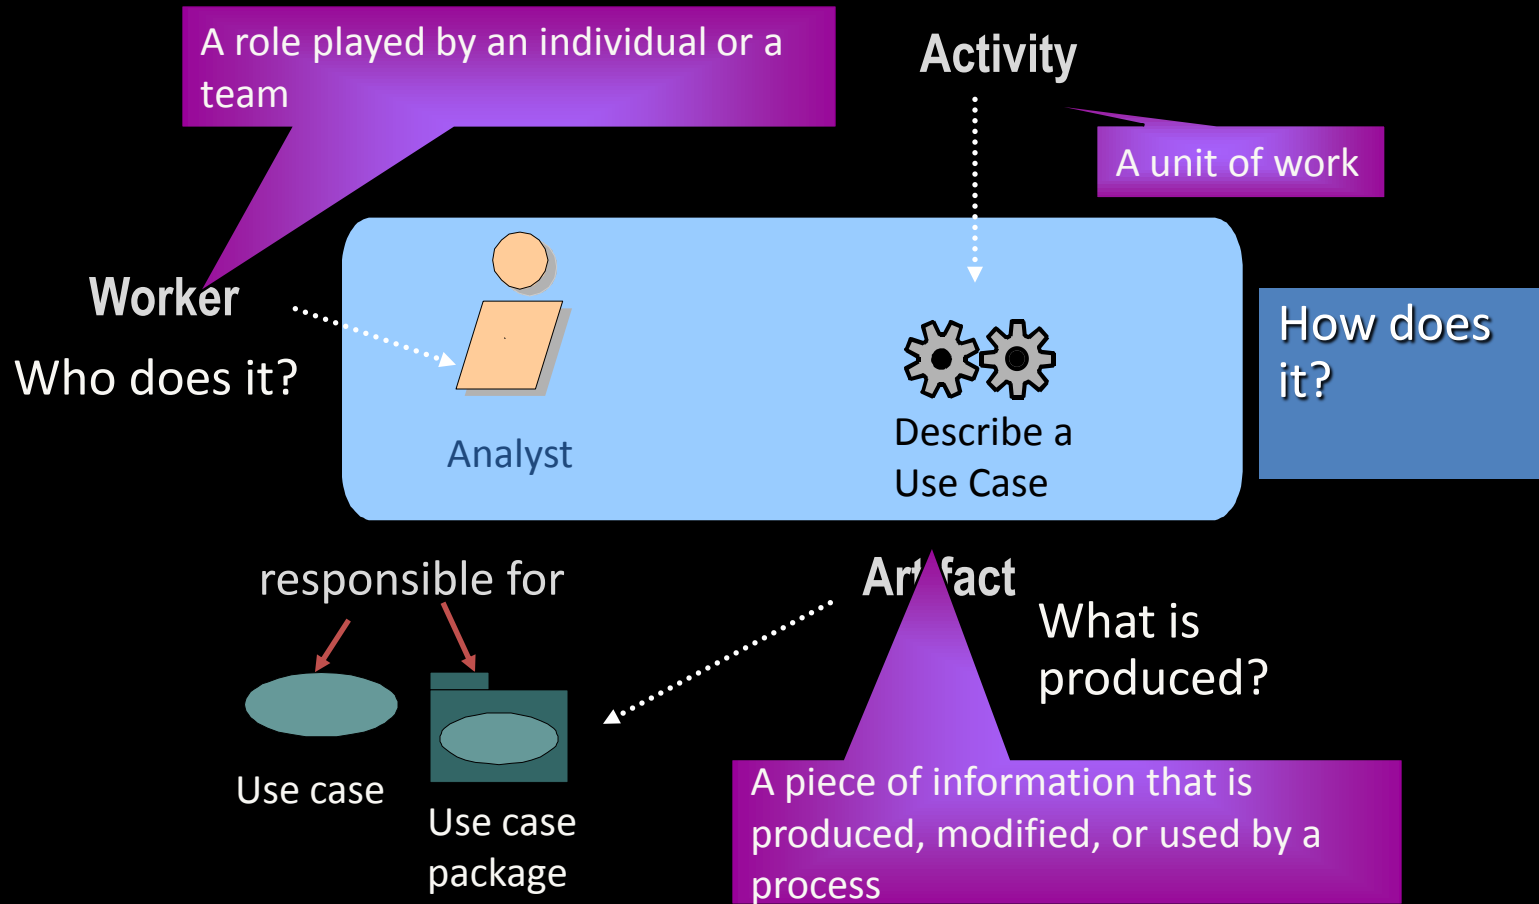 A role played by an individual or a
team
Activity
A unit of work
Worker
Who does it?
How does
it?
Analyst
Describe a
Use Case
responsible for
Artifact
What is
produced?
Use case
Use case
package
A piece of information that is
produced, modified, or used by a
process